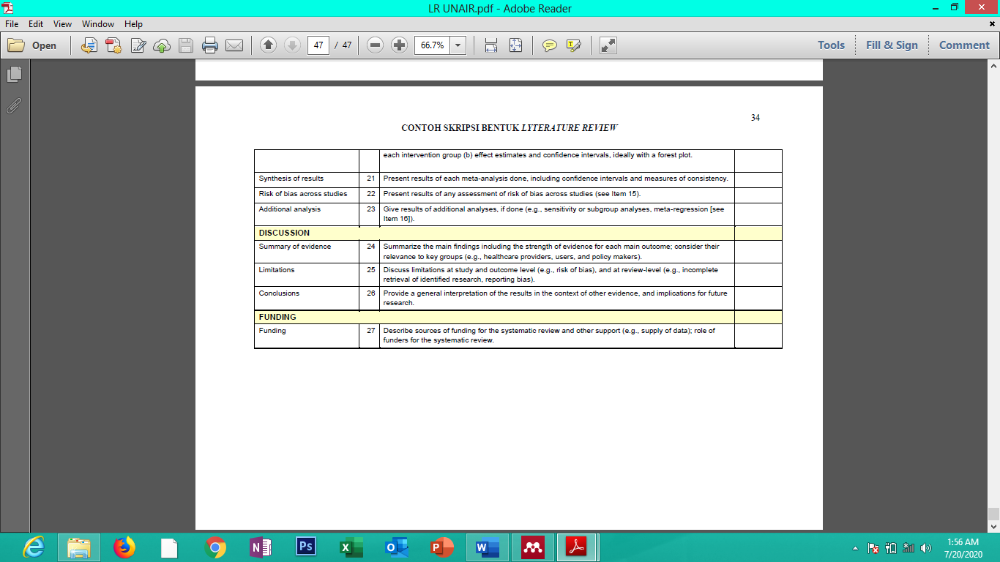 LR UNAIR.pdf - Adobe Reader
File Edit View Window Help
Open 47 / 47 66.7% Tools Fill & Sign Comment
34
CONTOH SKRIPSI BENTUK LYTERATURE REVIEW
each intervention group (b) effect estimates and confidence intervals, ideally with a forest plot.
Synthesis of results 21 Present results of each meta-analysis done, including confidence intervals and measures of consistency.
Risk of bias across studies 22 Present results of any assessment of risk of bias across studies (see Item 15).
Additional analysis 23 Give results of additional analyses, if done (e.g., sensitivity or subgroup analyses, meta-regression [see
Item 16]).
DISCUSSION
Summary of evidence 24 Summarize the main findings including the strength of evidence for each main outcome; consider their
relevance to key groups (e.g., healthcare providers, users, and policy makers).
Limitations 25 Discuss limitations at study and outcome level (e.g., risk of bias), and at review-level (e.g., incomplete
retrieval of identified research, reporting bias).
Conclusions 26 Provide a general interpretation of the results in the context of other evidence, and implications for future
research.
FUNDING
Funding 27 Describe sources of funding for the systematic review and other support (e.g., supply of data); role of
funders for the systematic review.
1:56 AM
7/20/2020